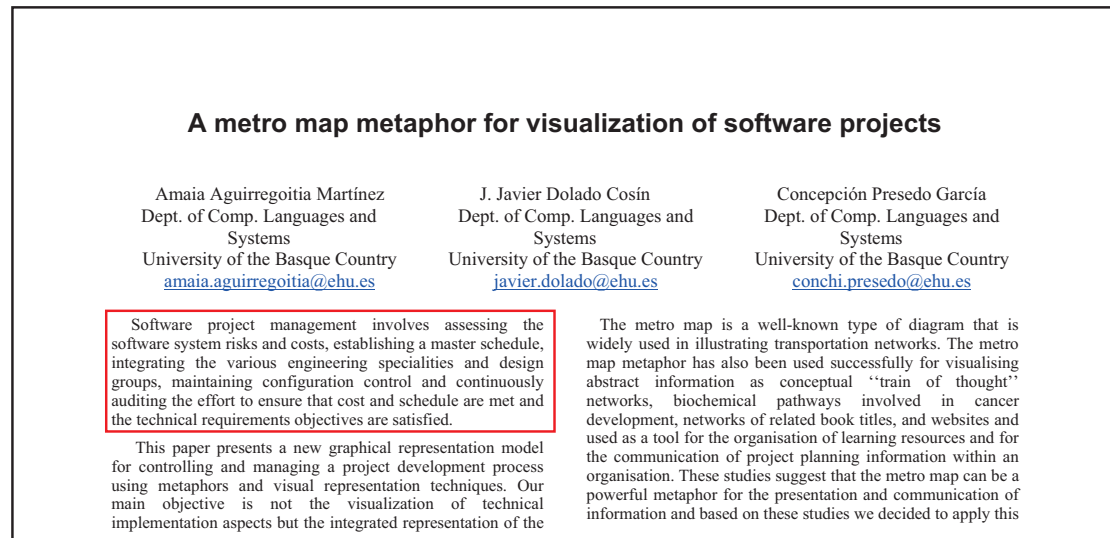 A metro map metaphor for visualization of software projects
Amaia Aguirregoitia Martínez
Dept. of Comp. Languages and
Systems
University of the Basque Country
amaia.aguirregoitia@ehu.es
J. Javier Dolado Cosín
Dept. of Comp. Languages and
Systems
University of the Basque Country
javier.dolado@ehu.es
Concepción Presedo García
Dept. of Comp. Languages and
Systems
University of the Basque Country
conchi.presedo@ehu.es
Software project management involves assessing the
software system risks and costs, establishing a master schedule,
integrating the various engineering specialities and design
groups, maintaining configuration control and continuously
auditing the effort to ensure that cost and schedule are met and
the technical requirements objectives are satisfied.
This paper presents a new graphical representation model
for controlling and managing a project development process
using metaphors and visual representation techniques. Our
main objective is not the visualization of technical
implementation aspects but the integrated representation of the
The metro map is a well-known type of diagram that is
widely used in illustrating transportation networks. The metro
map metaphor has also been used successfully for visualising
abstract information as conceptual ‘‘train of thought’’
networks, biochemical pathways involved in cancer
development, networks of related book titles, and websites and
used as a tool for the organisation of learning resources and for
the communication of project planning information within an
organisation. These studies suggest that the metro map can be a
powerful metaphor for the presentation and communication of
information and based on these studies we decided to apply this